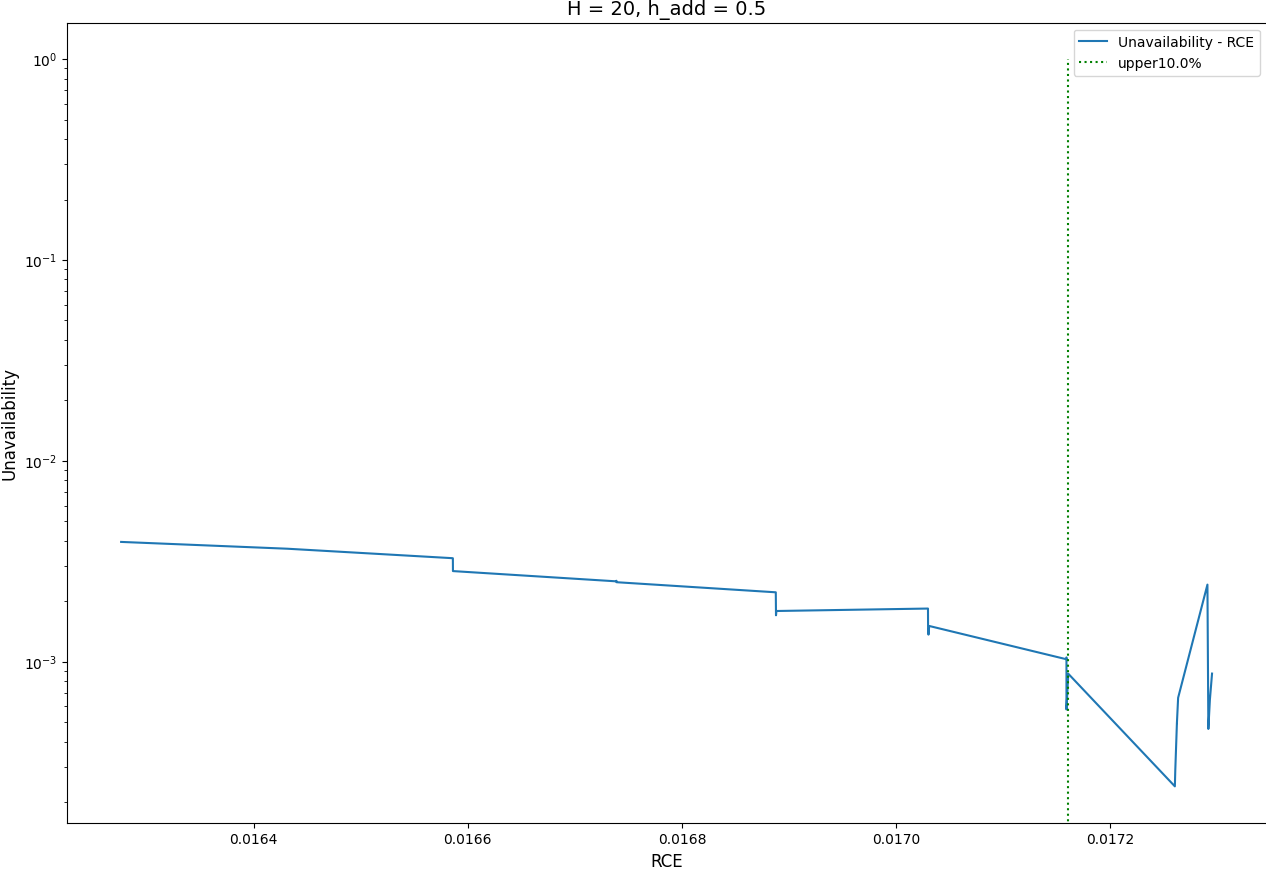 H = 20, h_add = 0.5
Unavailability - RCE
upper10.0%
10⁰
10⁻¹
10⁻²
10⁻³
Unavailability
0.0164
0.0166
0.0168
0.0170
0.0172
RCE